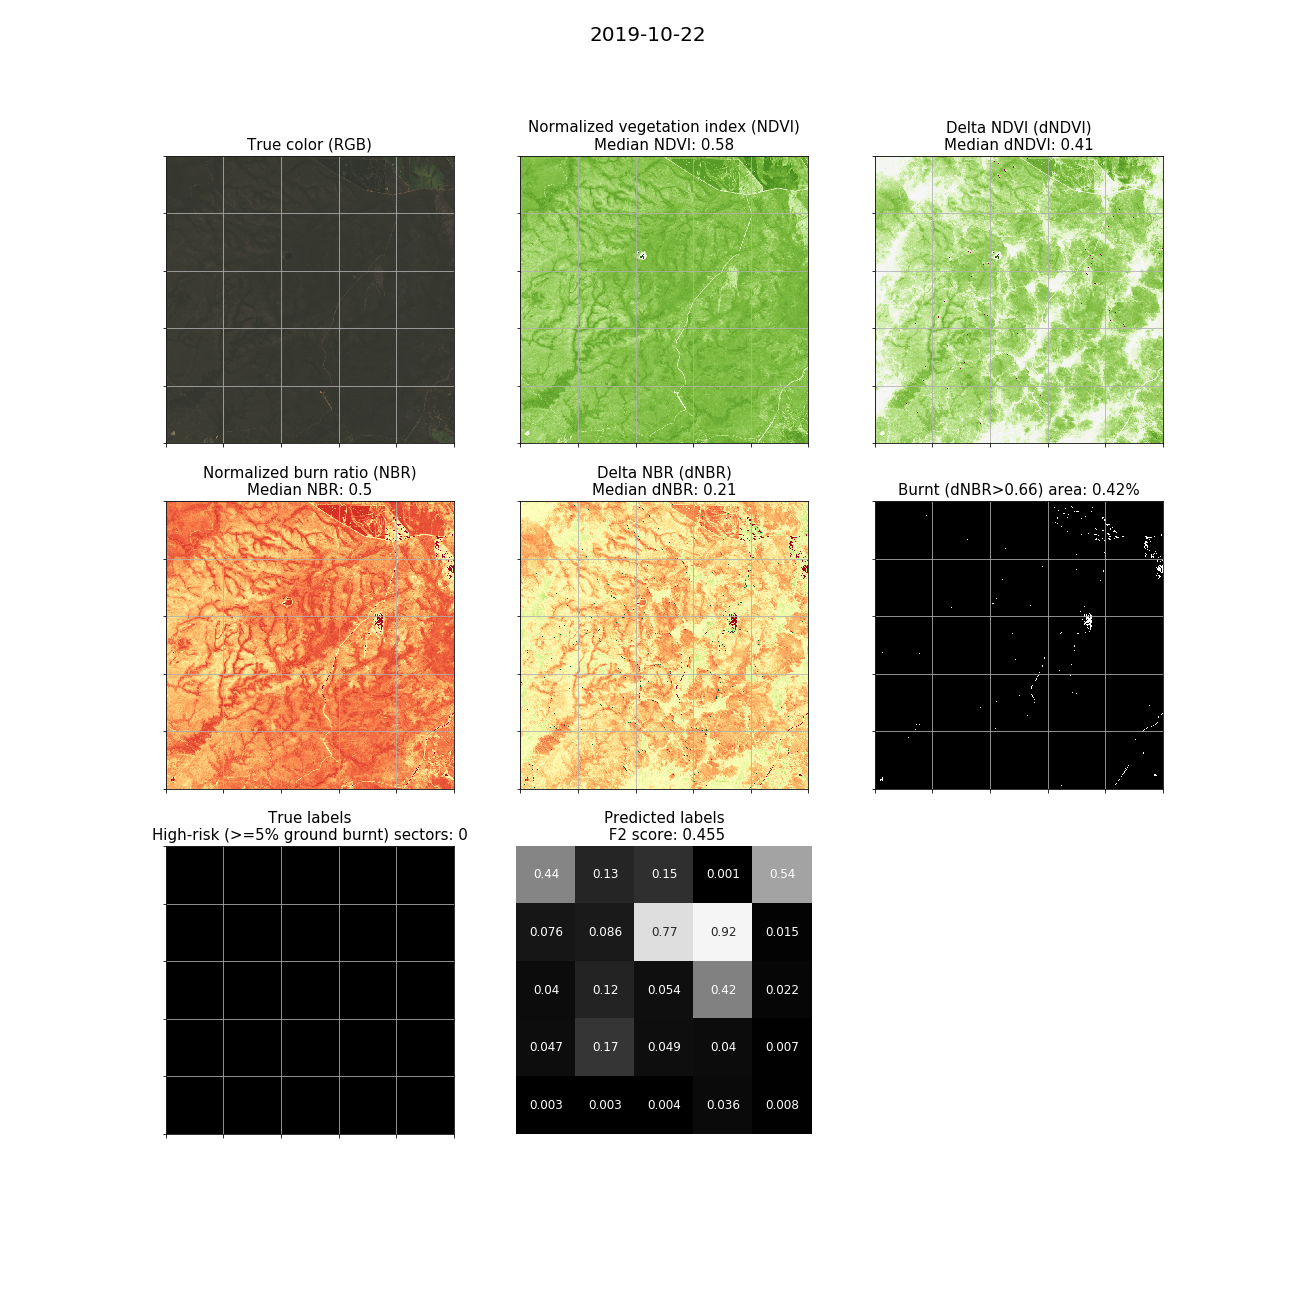 2019-10-22
True color (RGB)
Normalized vegetation index (NDVI)
Median NDVI: 0.58
Delta NDVI (dNDVI)
Median dNDVI: 0.41
Normalized burn ratio (NBR)
Median NBR: 0.5
Delta NBR (dNBR)
Median dNBR: 0.21
Burnt (dNBR>0.66) area: 0.42%
True labels
High-risk (>=5% ground burnt) sectors: 0
Predicted labels
F2 score: 0.455
0.44 0.13 0.15 0.001 0.54
0.076 0.086 0.77 0.92 0.015
0.04 0.12 0.054 0.42 0.022
0.047 0.17 0.049 0.04 0.007
0.003 0.003 0.004 0.036 0.008